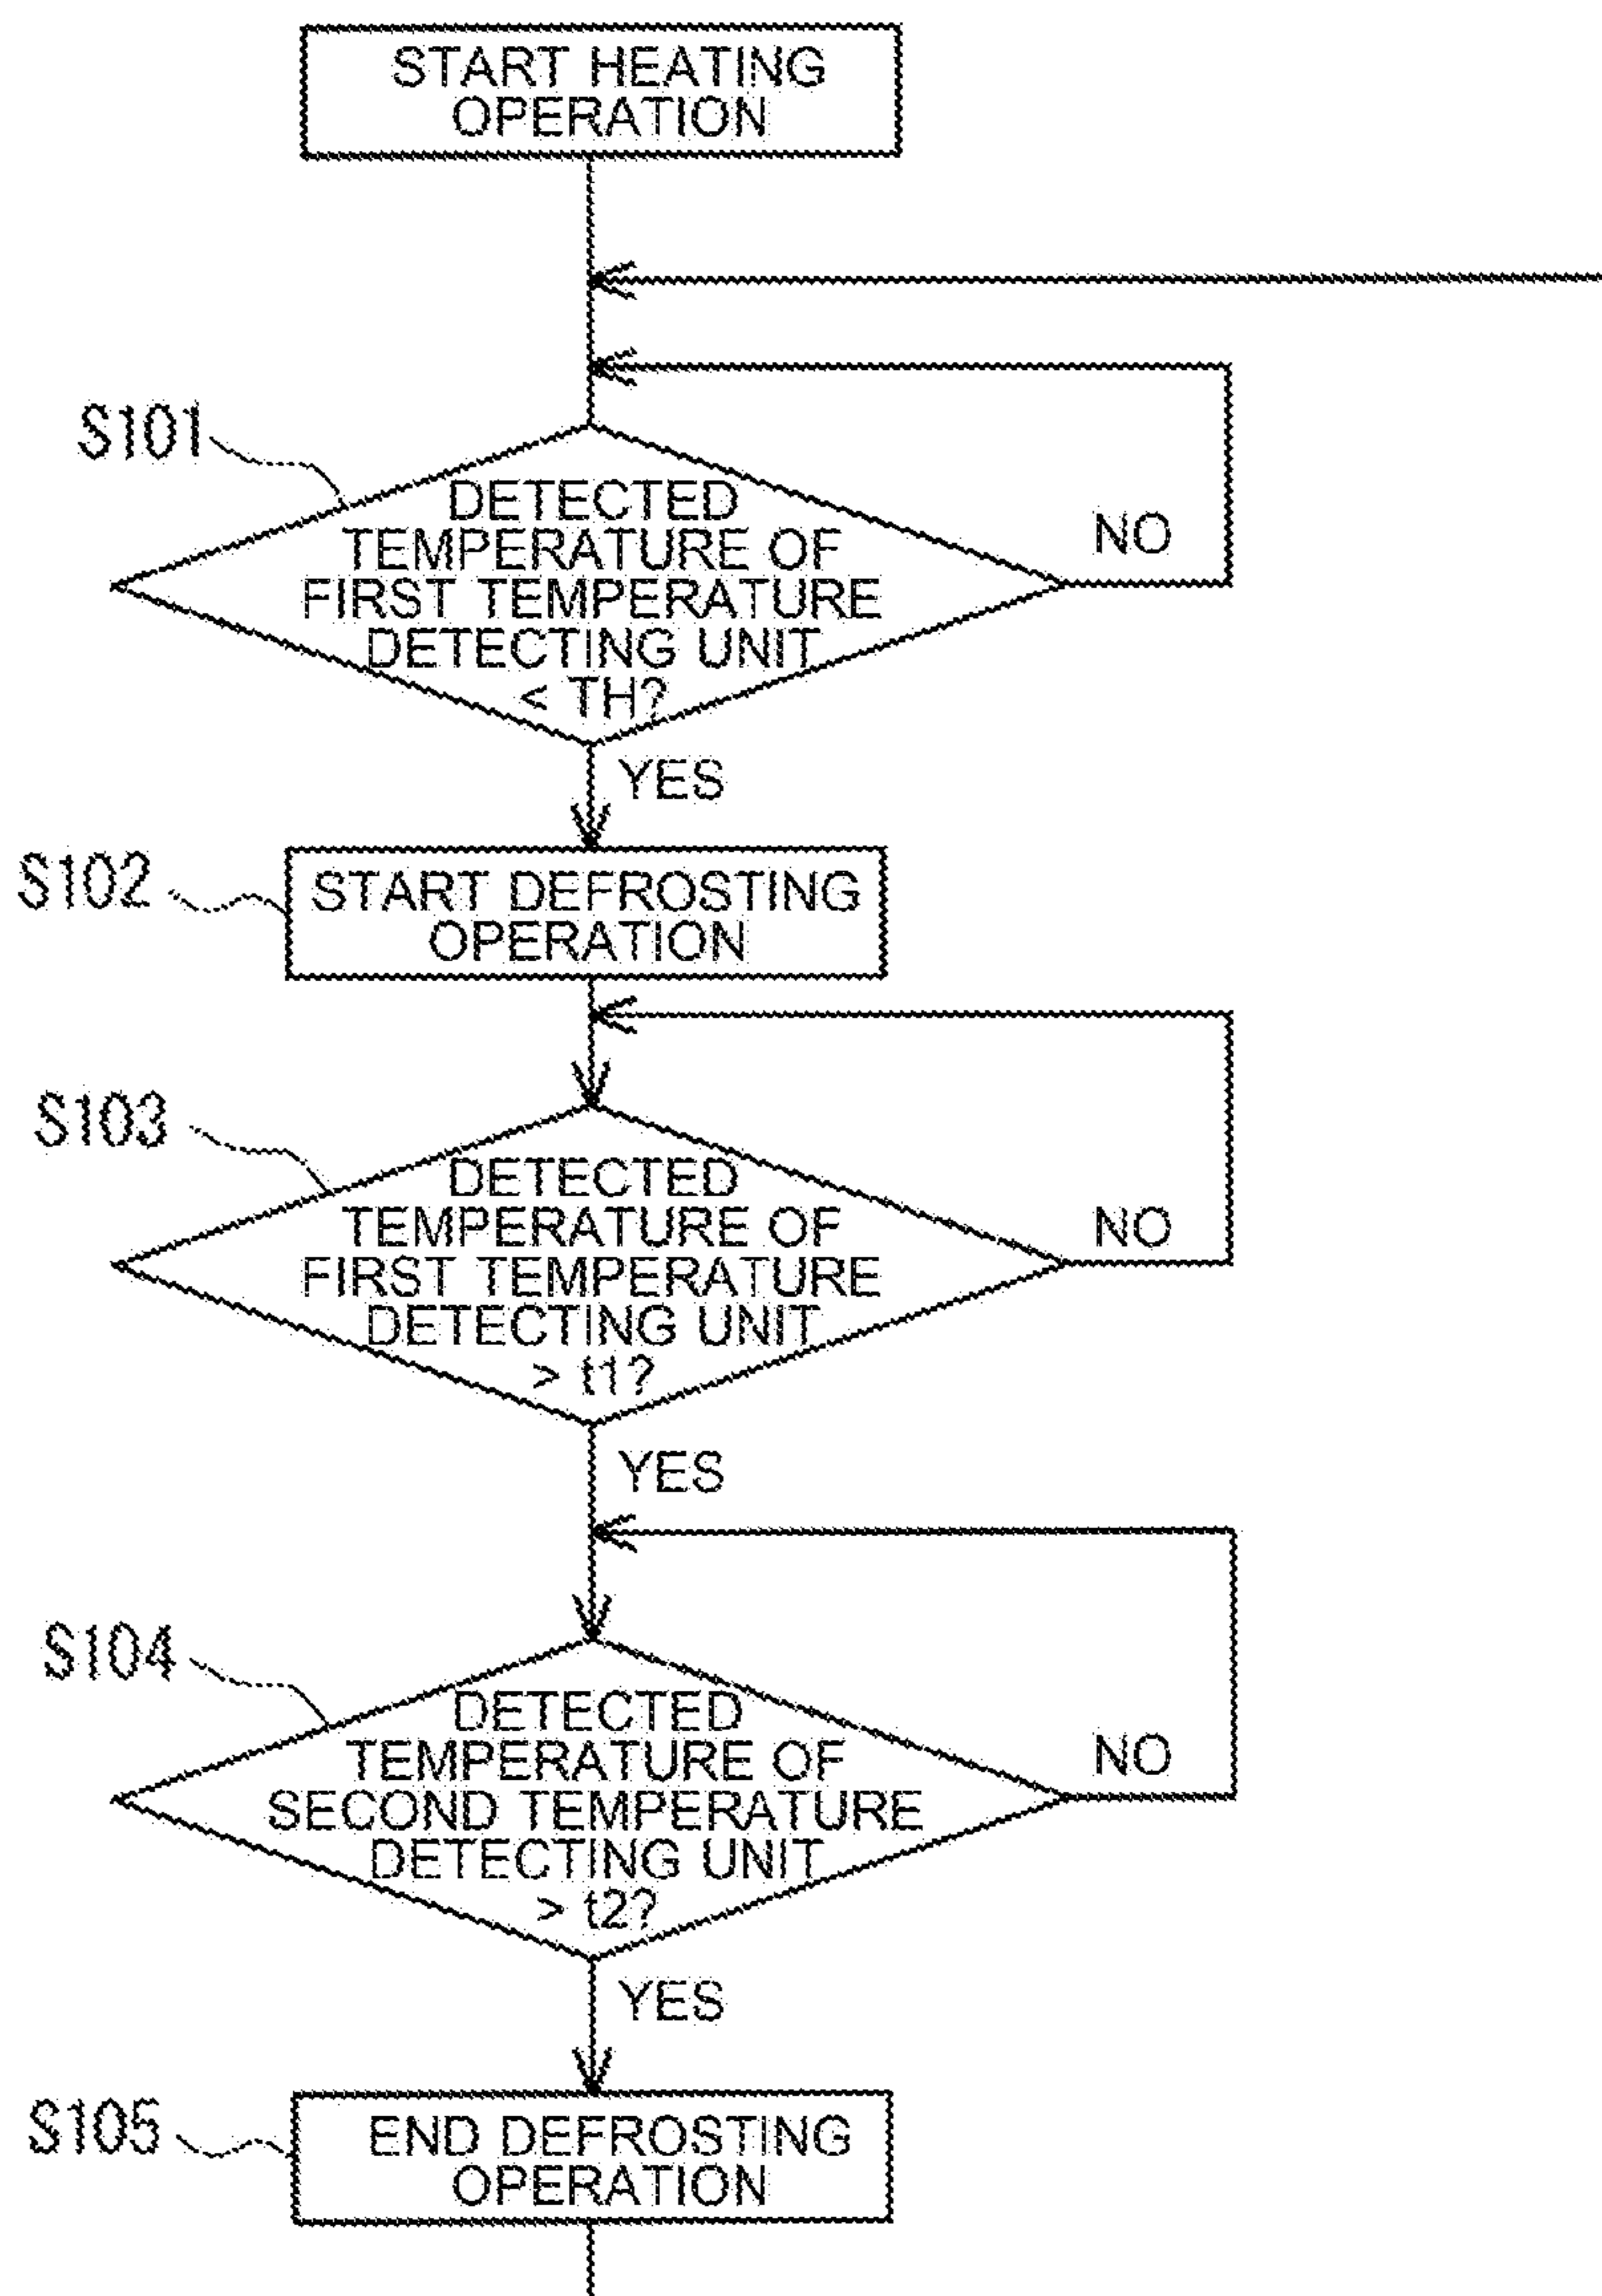 START HEATING
OPERATION
S101
DETECTED
TEMPERATURE OF
FIRST TEMPERATURE
DETECTING UNIT
< TH?
NO
YES
S102
START DEFROSTING
OPERATION
S103
DETECTED
TEMPERATURE OF
FIRST TEMPERATURE
DETECTING UNIT
> t1?
NO
YES
S104
DETECTED
TEMPERATURE OF
SECOND TEMPERATURE
DETECTING UNIT
> t2?
NO
YES
S105
END DEFROSTING
OPERATION